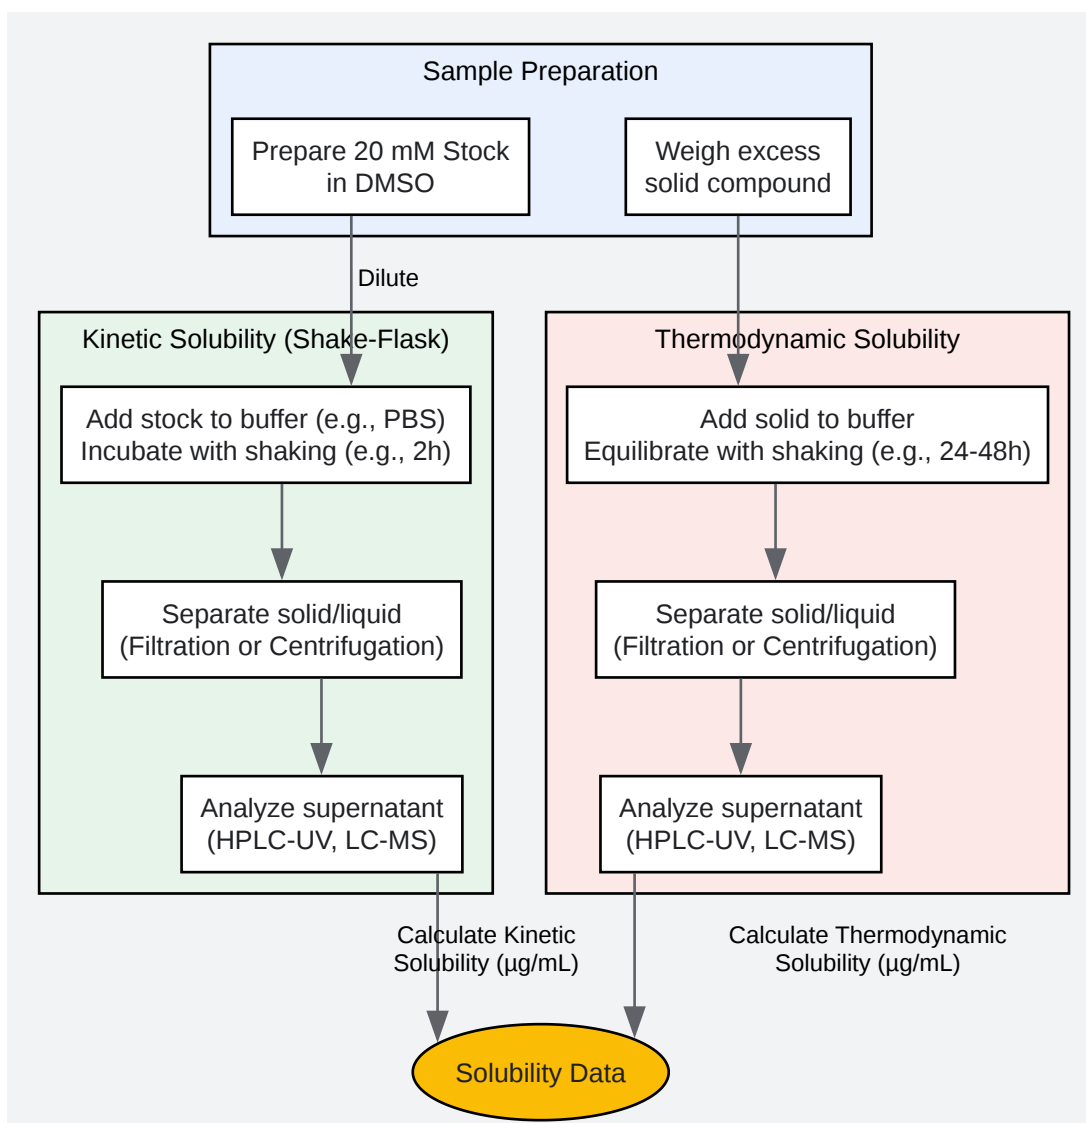 Sample Preparation
Prepare 20 mM Stock
in DMSO
Weigh excess
solid compound
Dilute
Kinetic Solubility (Shake-Flask)
Add stock to buffer (e.g., PBS)
Incubate with shaking (e.g., 2h)
Separate solid/liquid
(Filtration or Centrifugation)
Analyze supernatant
(HPLC-UV, LC-MS)
Calculate Kinetic
Solubility (µg/mL)
Thermodynamic Solubility
Add solid to buffer
Equilibrate with shaking (e.g., 24-48h)
Separate solid/liquid
(Filtration or Centrifugation)
Analyze supernatant
(HPLC-UV, LC-MS)
Calculate Thermodynamic
Solubility (µg/mL)
Solubility Data